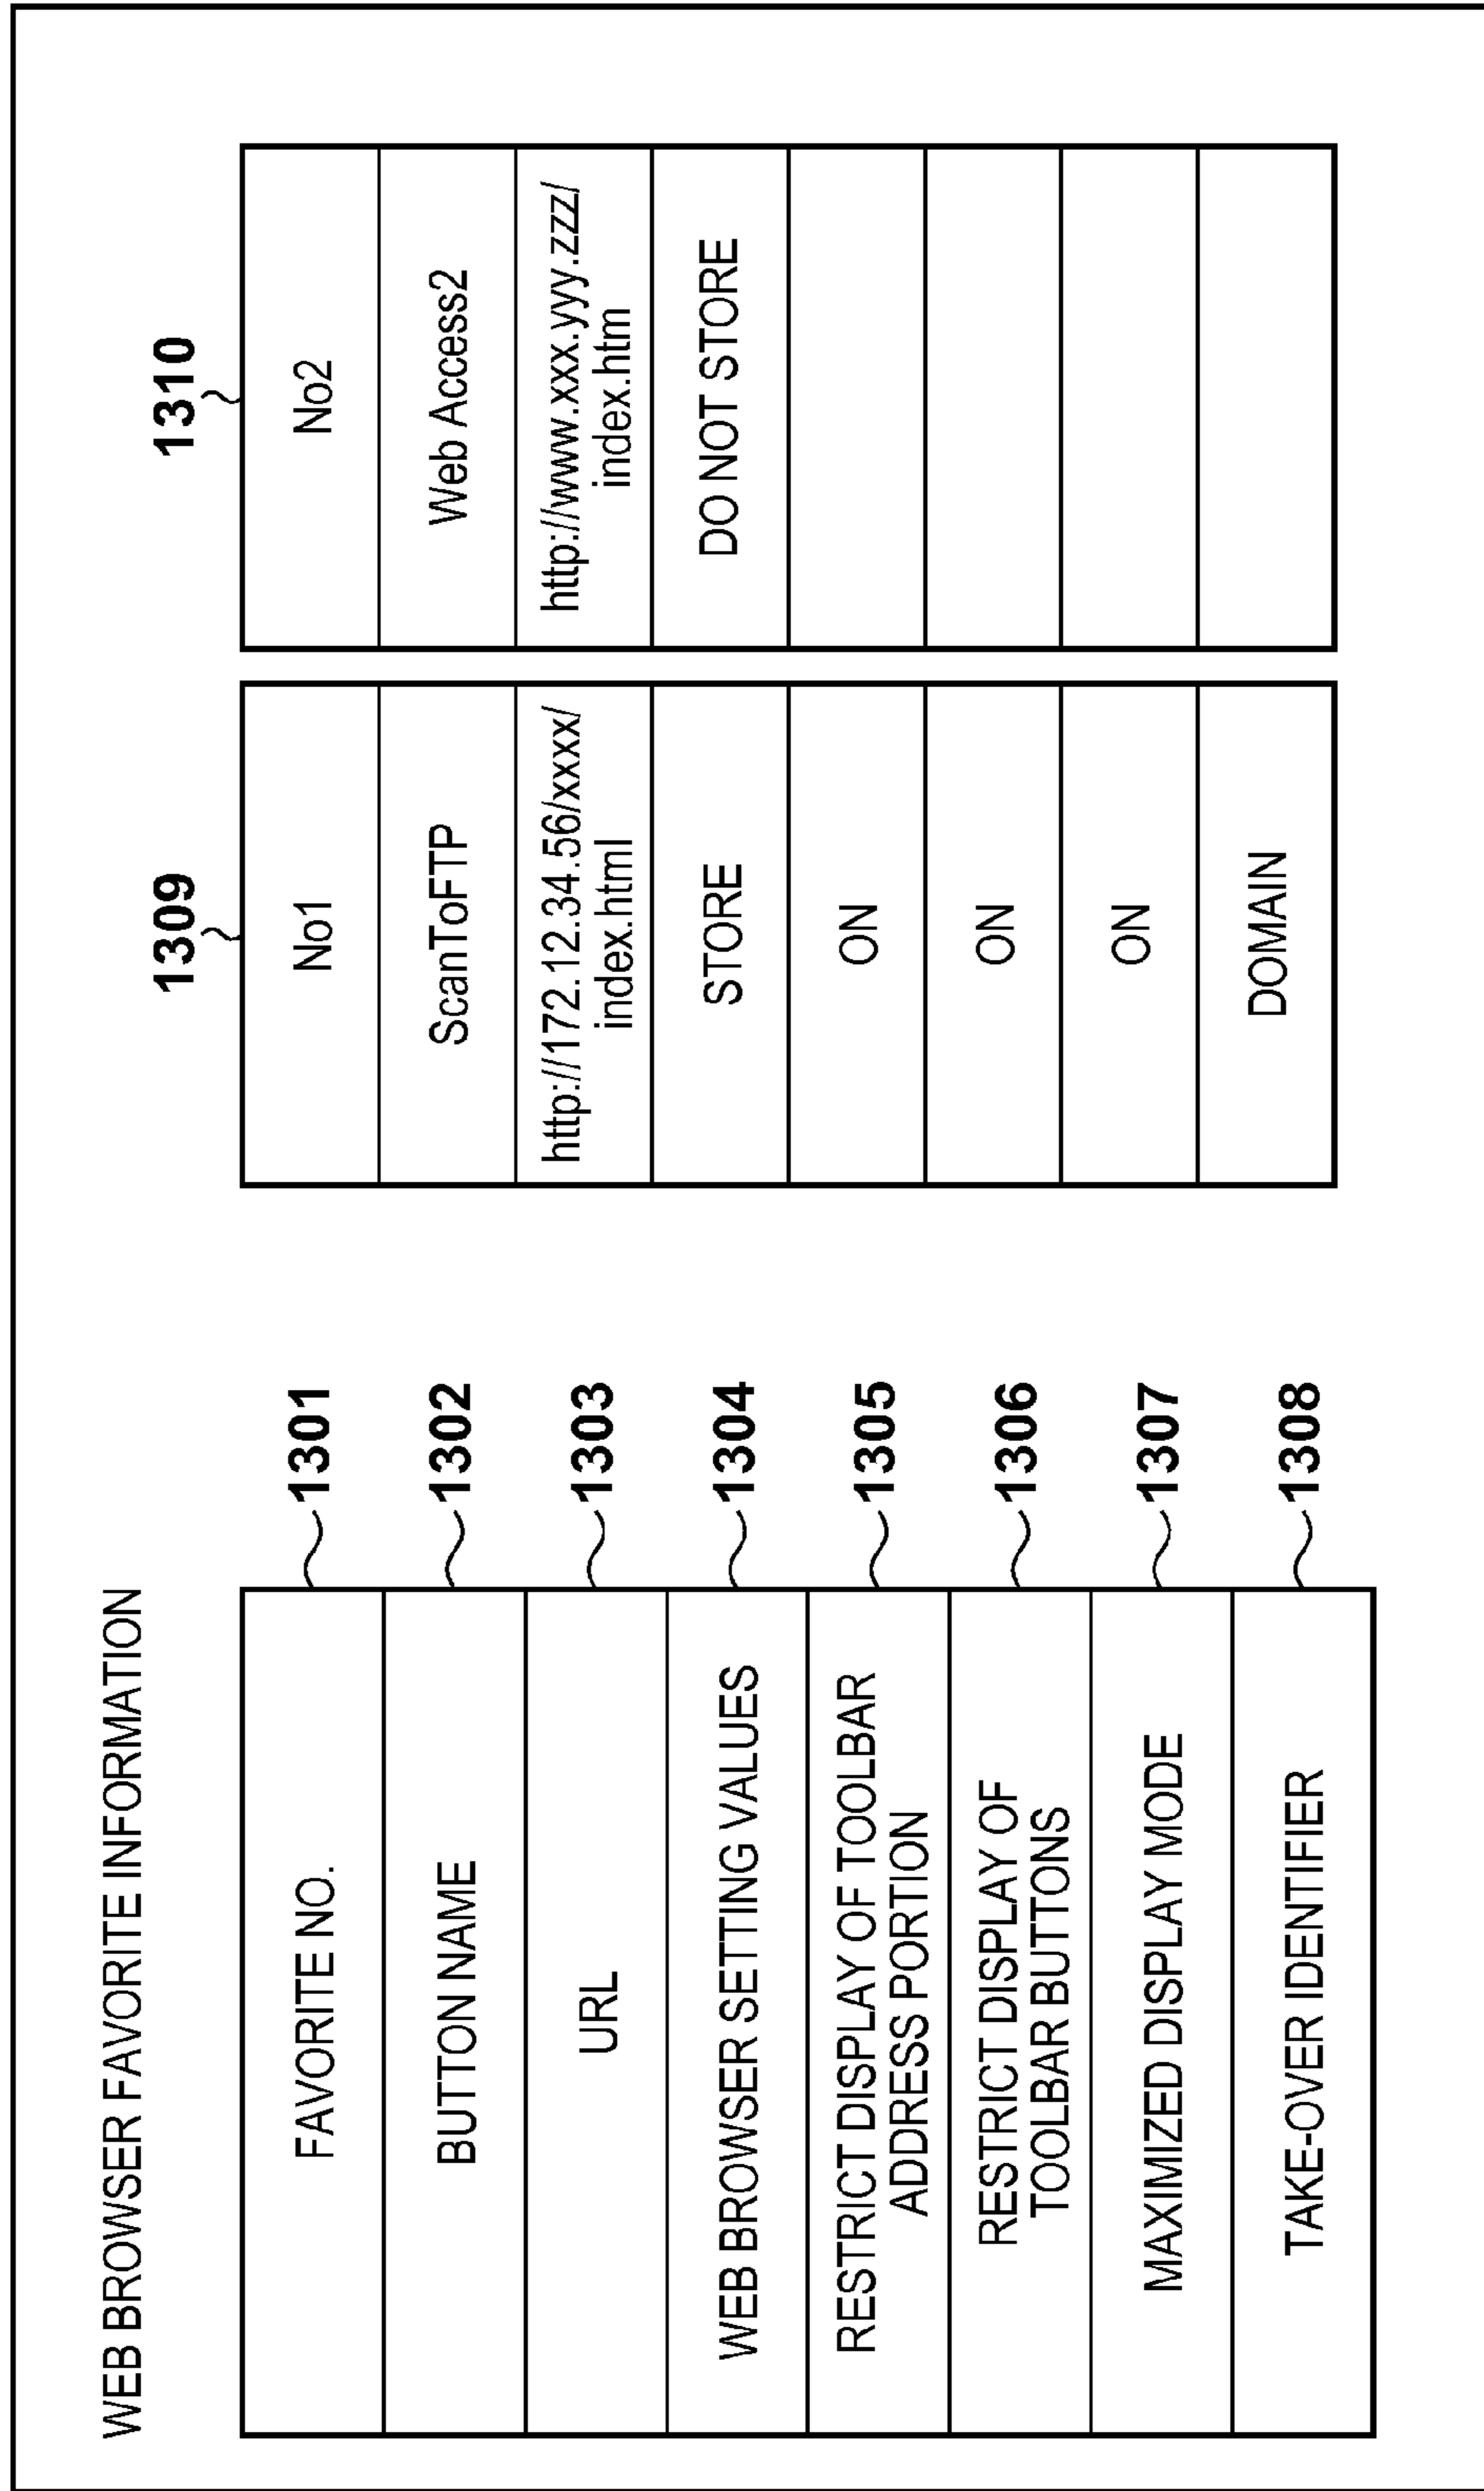 WEB BROWSER FAVORITE INFORMATION
FAVORITE NO.
1301
BUTTON NAME
1302
URL
1303
WEB BROWSER SETTING VALUES
1304
RESTRICT DISPLAY OF TOOLBAR
ADDRESS PORTION
1305
RESTRICT DISPLAY OF
TOOLBAR BUTTONS
1306
MAXIMIZED DISPLAY MODE
1307
TAKE-OVER IDENTIFIER
1308
1309
No1
ScanToFTP
http://172.12.34.56/xxxx/
index.html
STORE
ON
ON
ON
DOMAIN
1310
No2
Web Access2
http://www.xxx.yyy.zzz/
index.htm
DO NOT STORE